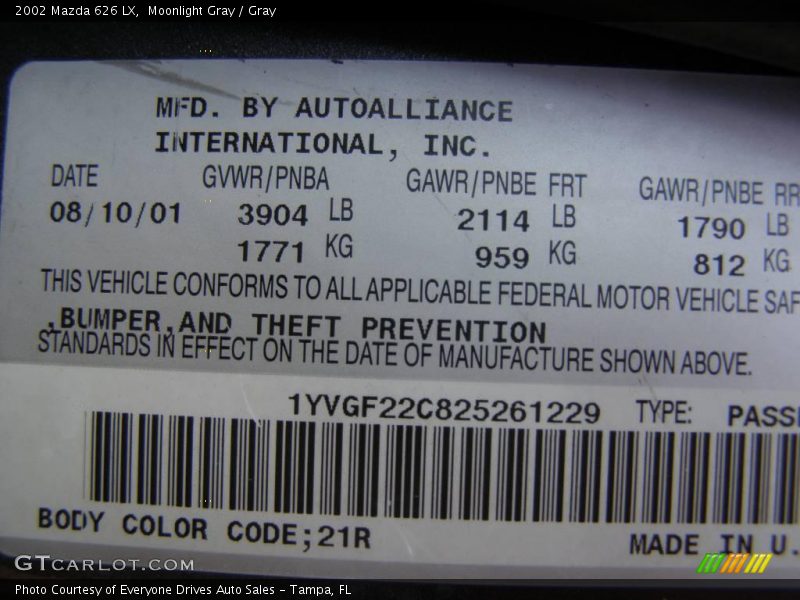 2002 Mazda 626 LX, Moonlight Gray / Gray
MFD. BY AUTOALLIANCE
INTERNATIONAL, INC.
DATE GVWR/PNBA GAWR/PNBE FRT GAWR/PNBE RR
08/10/01 3904 LB 2114 LB 1790 LB
1771 KG 959 KG 812 KG
THIS VEHICLE CONFORMS TO ALL APPLICABLE FEDERAL MOTOR VEHICLE SAF
,BUMPER,AND THEFT PREVENTION
STANDARDS IN EFFECT ON THE DATE OF MANUFACTURE SHOWN ABOVE.
1YVGF22C825261229 TYPE: PASS
BODY COLOR CODE;21R MADE IN U.
GTCARLOT.COM
Photo Courtesy of Everyone Drives Auto Sales - Tampa, FL